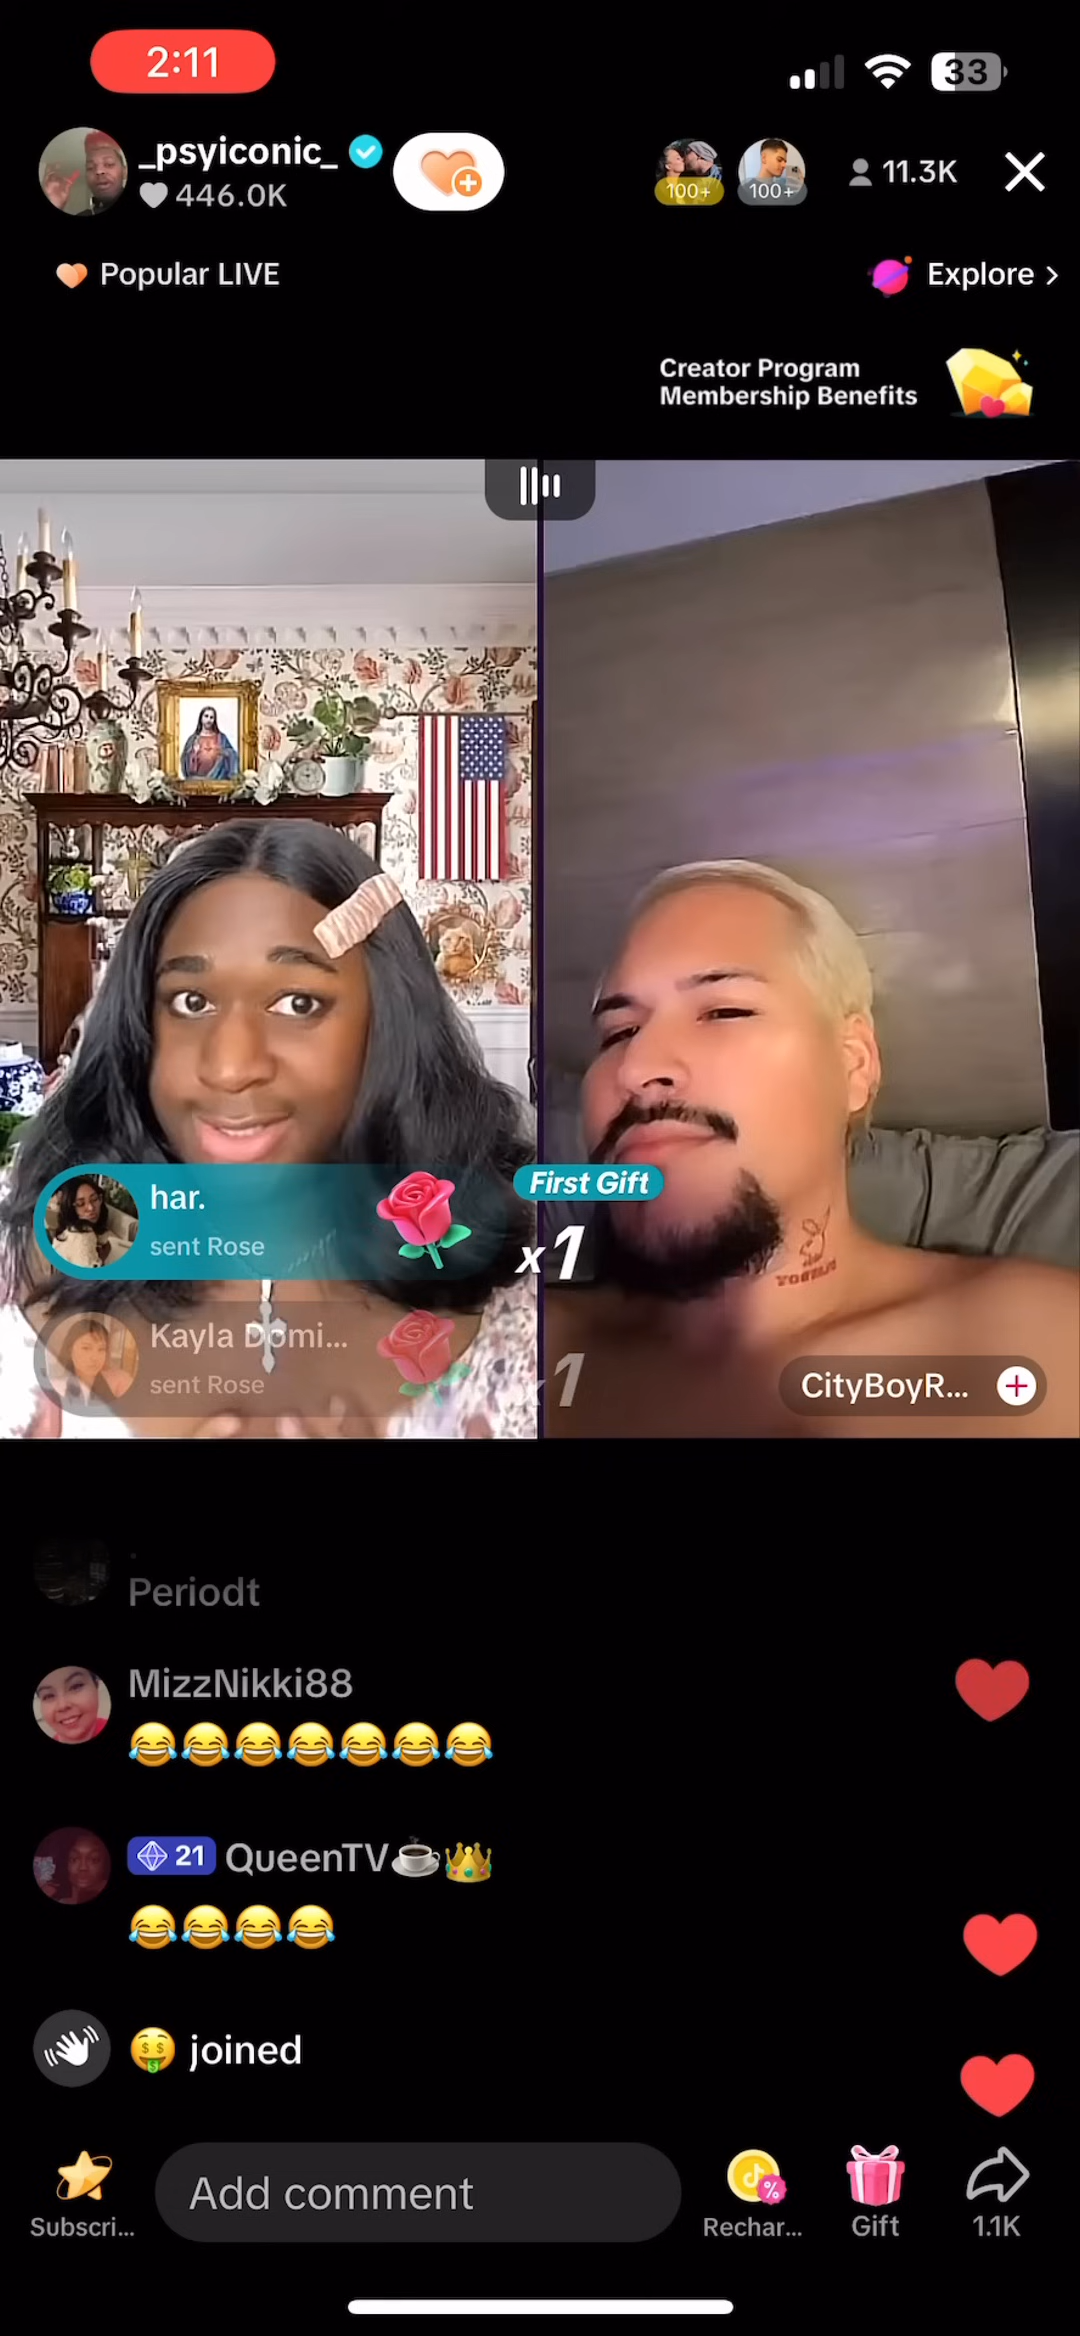 2:11
33
_psyiconic_
446.0K
100+
100+
11.3K
Popular LIVE
Explore >
Creator Program
Membership Benefits
har.
sent Rose
First Gift
x1
Kayla Domi...
sent Rose
x1
CityBoyR...
Periodt
MizzNikki88
😂😂😂😂😂😂😂
21 QueenTV☕👑
😂😂😂😂
🤑 joined
Add comment
Subscri...
Rechar...
Gift
1.1K